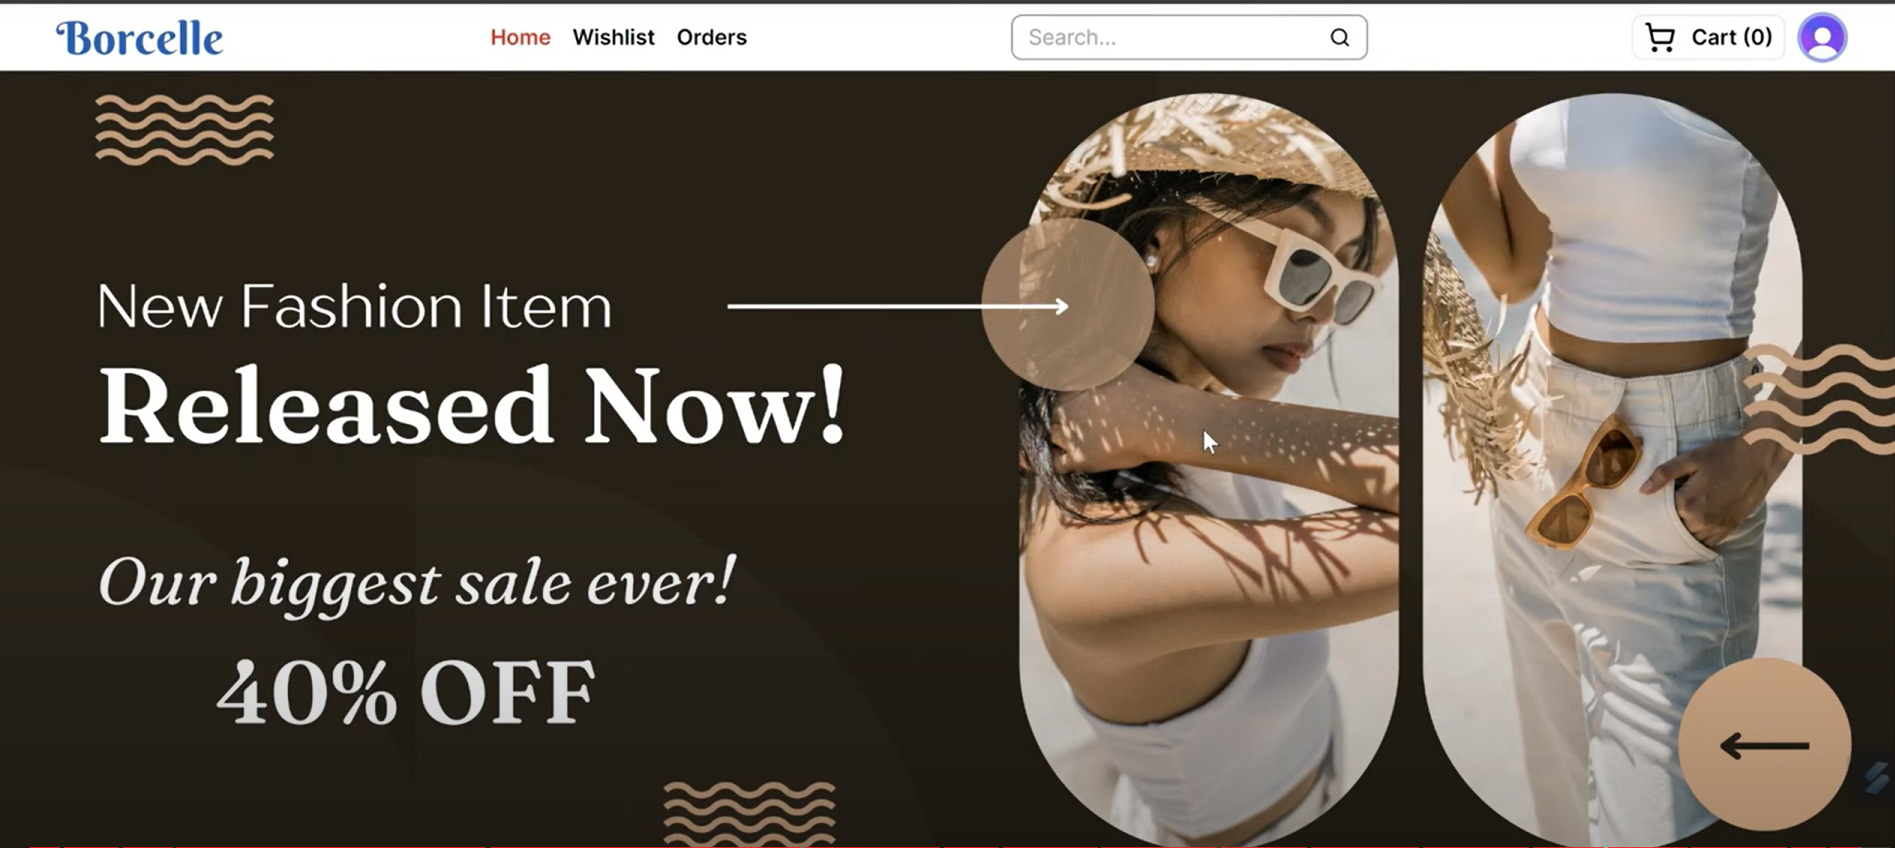 Borcelle
Home Wishlist Orders
Search...
Cart (0)
New Fashion Item
Released Now!
Our biggest sale ever!
40% OFF